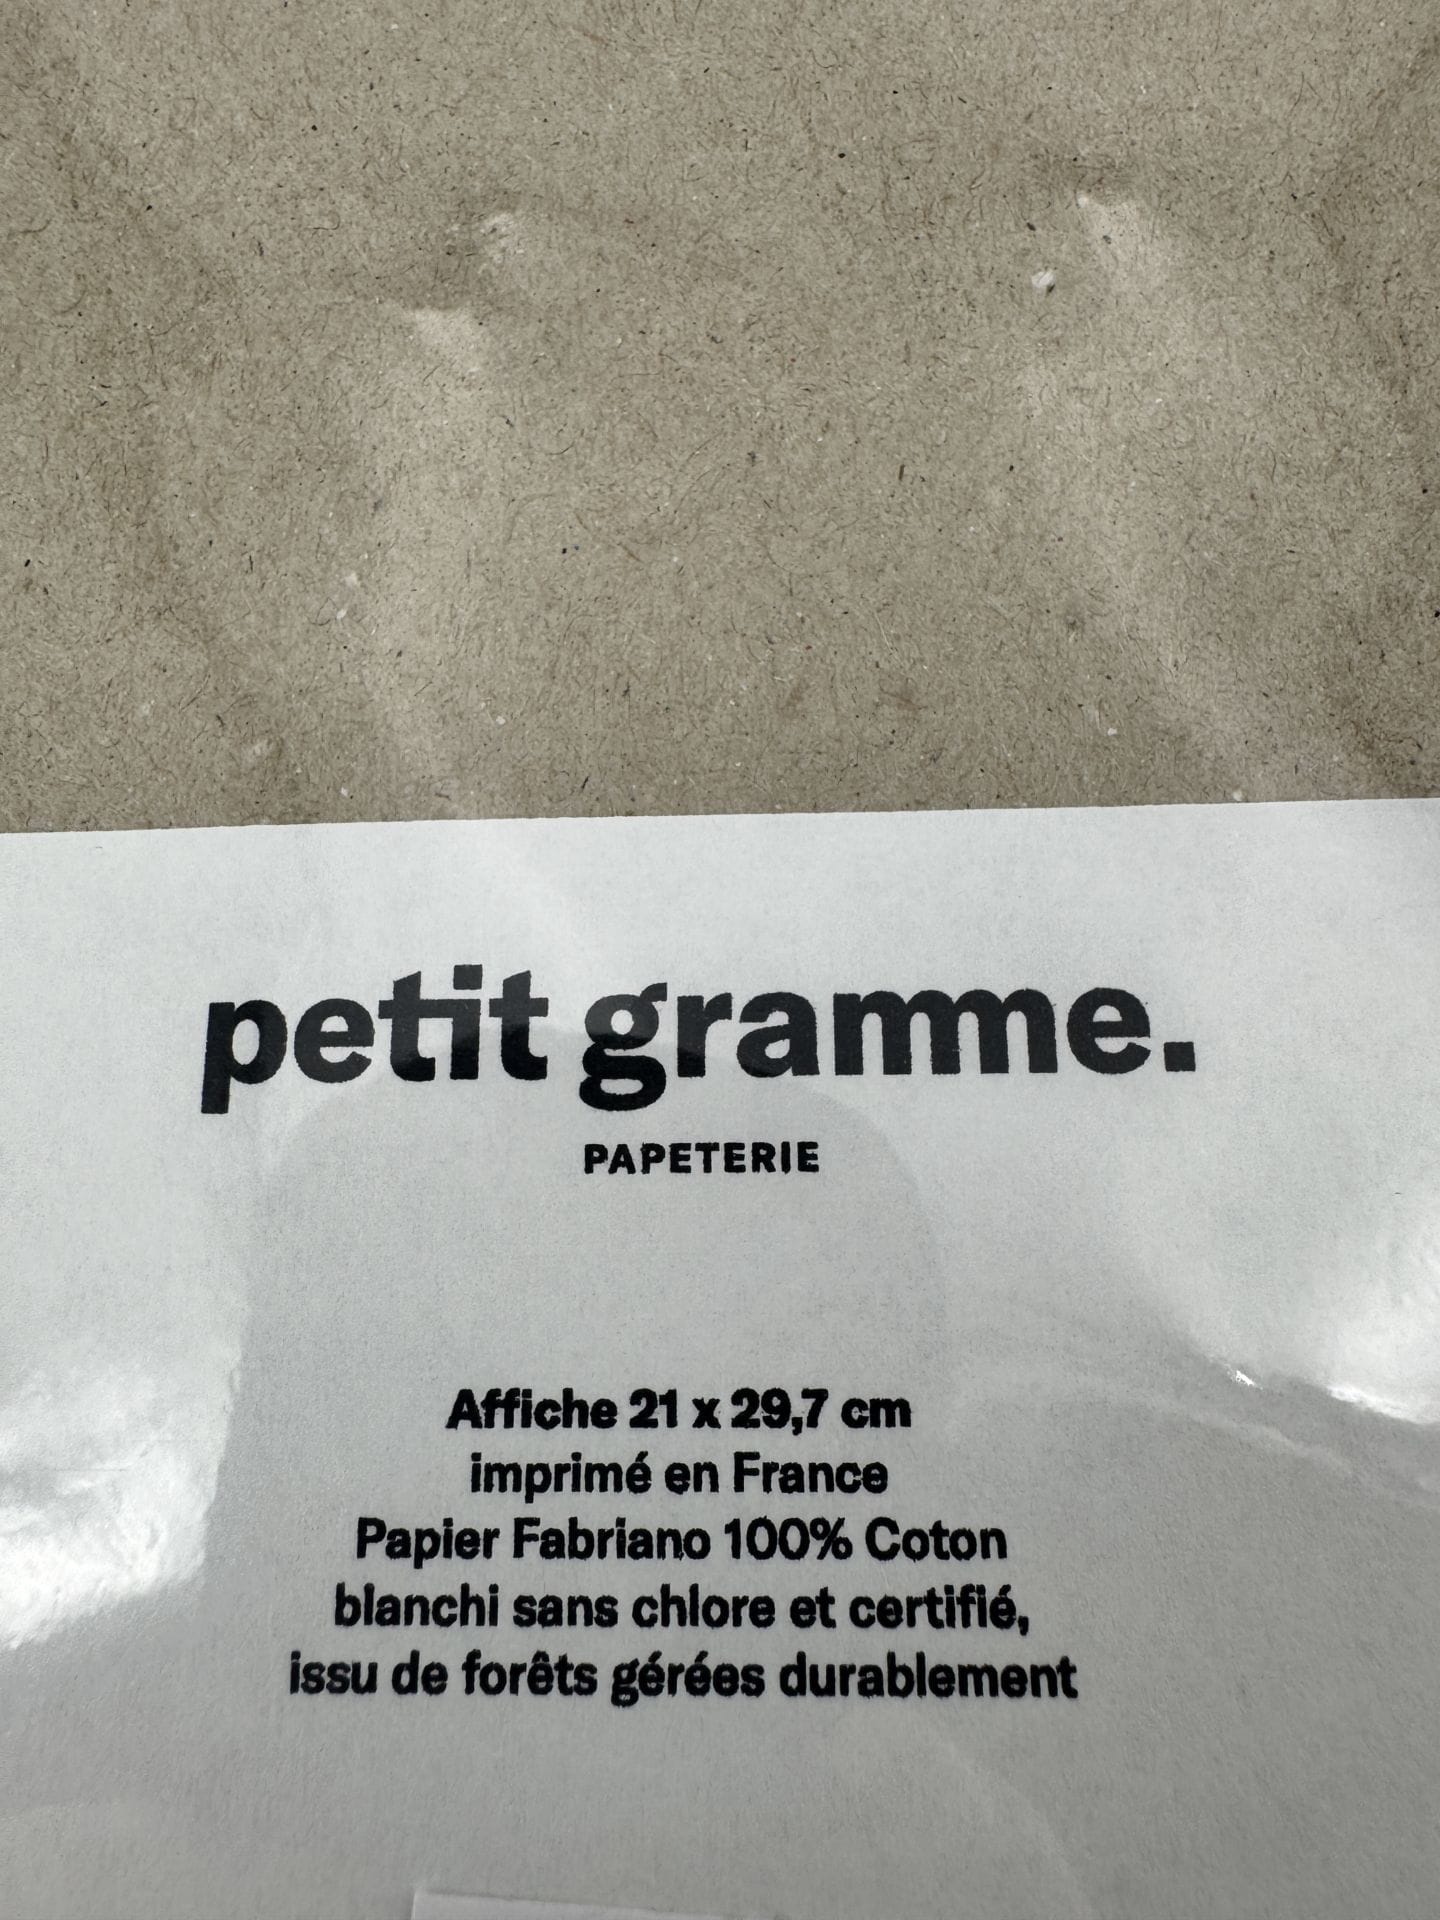 petit gramme.
PAPETERIE
Affiche 21 x 29,7 cm
imprimé en France
Papier Fabriano 100% Coton
blanchi sans chlore et certifié,
issu de forêts gérées durablement